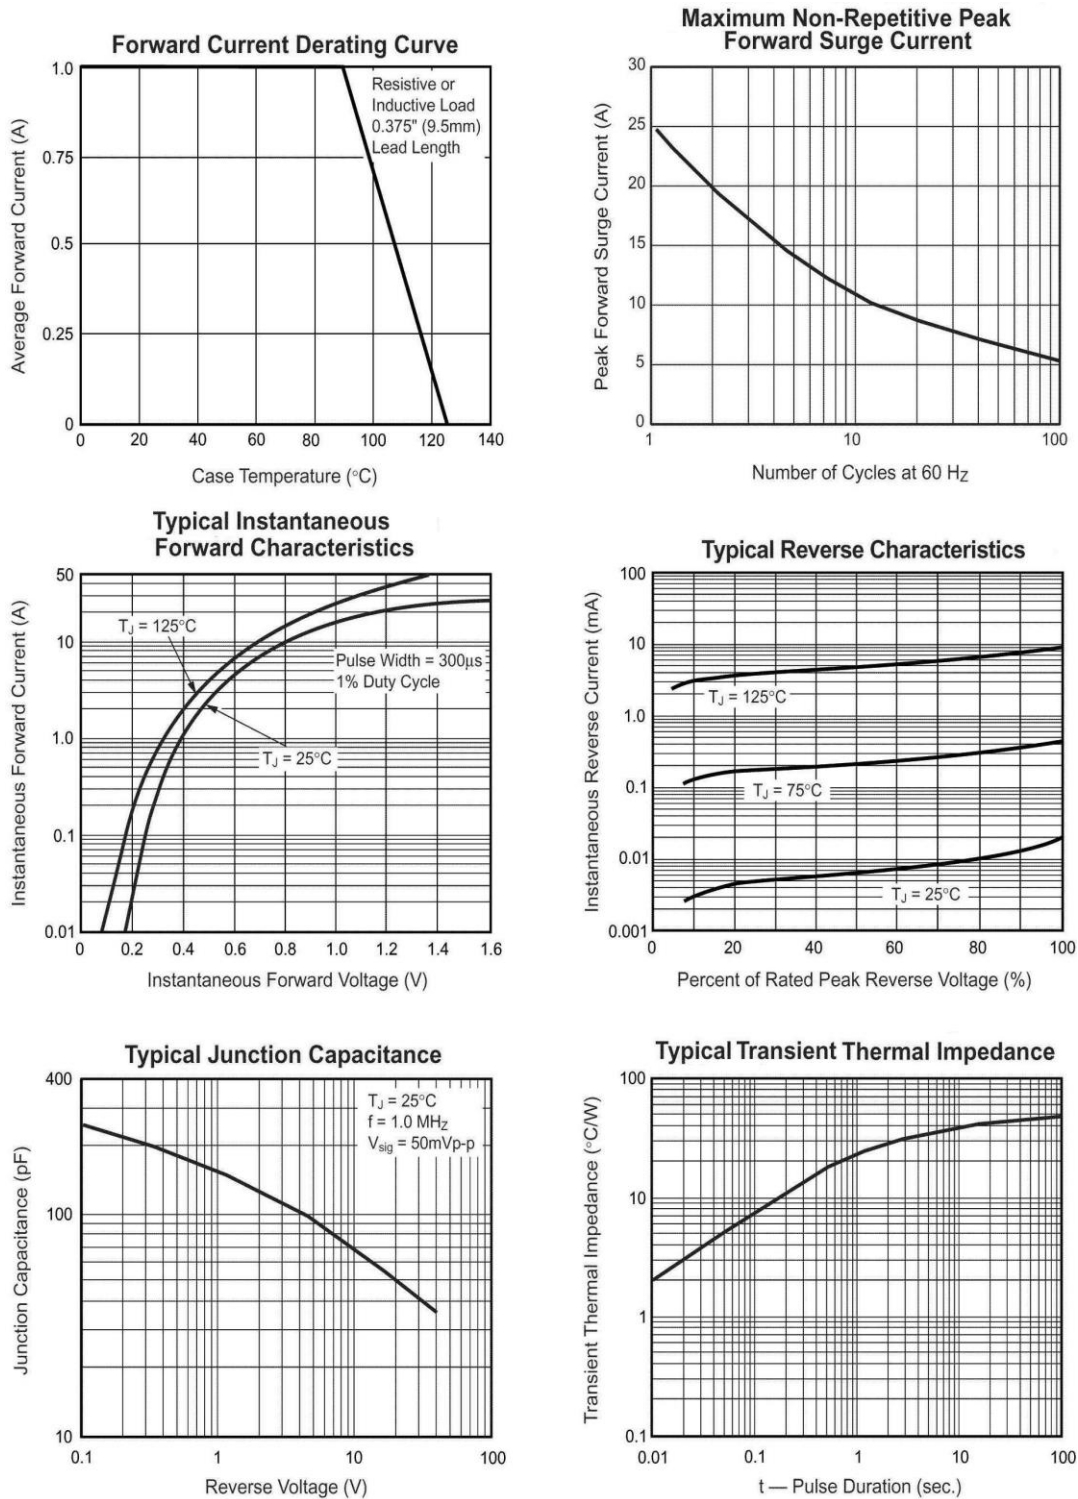 Forward Current Derating Curve
1.0
0.75
0.5
0.25
0
Average Forward Current (A)
Resistive or
Inductive Load
0.375" (9.5mm)
Lead Length
0 20 40 60 80 100 120 140
Case Temperature (°C)
Maximum Non-Repetitive Peak
Forward Surge Current
30
25
20
15
10
5
0
Peak Forward Surge Current (A)
1 10 100
Number of Cycles at 60 Hz
Typical Instantaneous
Forward Characteristics
50
10
1.0
0.1
0.01
Instantaneous Forward Current (A)
TJ = 125°C
Pulse Width = 300µs
1% Duty Cycle
TJ = 25°C
0 0.2 0.4 0.6 0.8 1.0 1.2 1.4 1.6
Instantaneous Forward Voltage (V)
Typical Reverse Characteristics
100
10
1.0
0.1
0.01
0.001
Instantaneous Reverse Current (mA)
TJ = 125°C
TJ = 75°C
TJ = 25°C
0 20 40 60 80 100
Percent of Rated Peak Reverse Voltage (%)
Typical Junction Capacitance
400
100
10
Junction Capacitance (pF)
TJ = 25°C
f = 1.0 MHz
Vsig = 50mVp-p
0.1 1 10 100
Reverse Voltage (V)
Typical Transient Thermal Impedance
100
10
1
0.1
Transient Thermal Impedance (°C/W)
0.01 0.1 1 10 100
t — Pulse Duration (sec.)